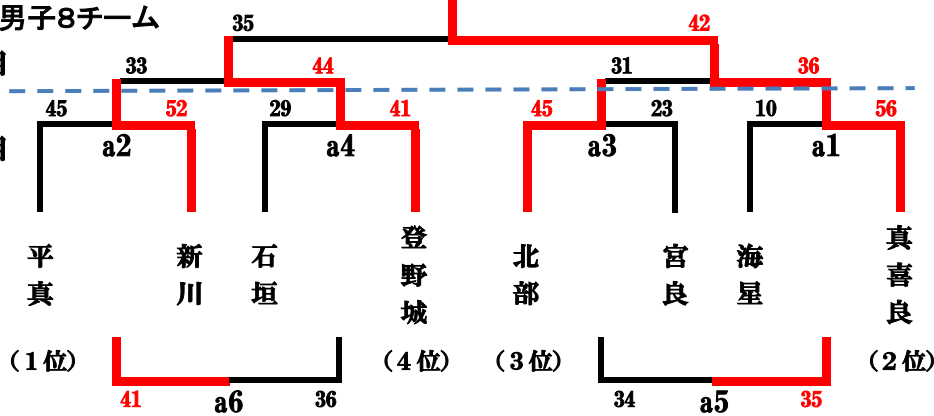 男子8チーム
35 42
33 44 31 36
45 52 29 41 45 23 10 56
a2 a4 a3 a1
平真 新川 石垣 登野城 北部 宮良 海星 真喜良
(1位) (4位) (3位) (2位)
41 a6 36 34 a5 35